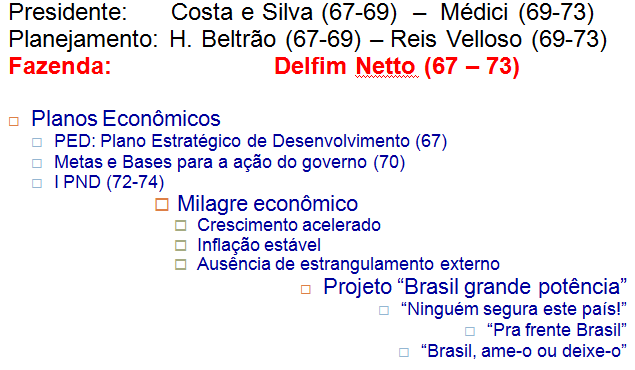 Presidente: Costa e Silva (67-69) – Médici (69-73)
Planejamento: H. Beltrão (67-69) – Reis Velloso (69-73)
Fazenda: Delfim Netto (67 – 73)
Planos Econômicos
PED: Plano Estratégico de Desenvolvimento (67)
Metas e Bases para a ação do governo (70)
I PND (72-74)
Milagre econômico
Crescimento acelerado
Inflação estável
Ausência de estrangulamento externo
Projeto “Brasil grande potência”
“Ninguém segura este país!”
“Pra frente Brasil”
“Brasil, ame-o ou deixe-o”